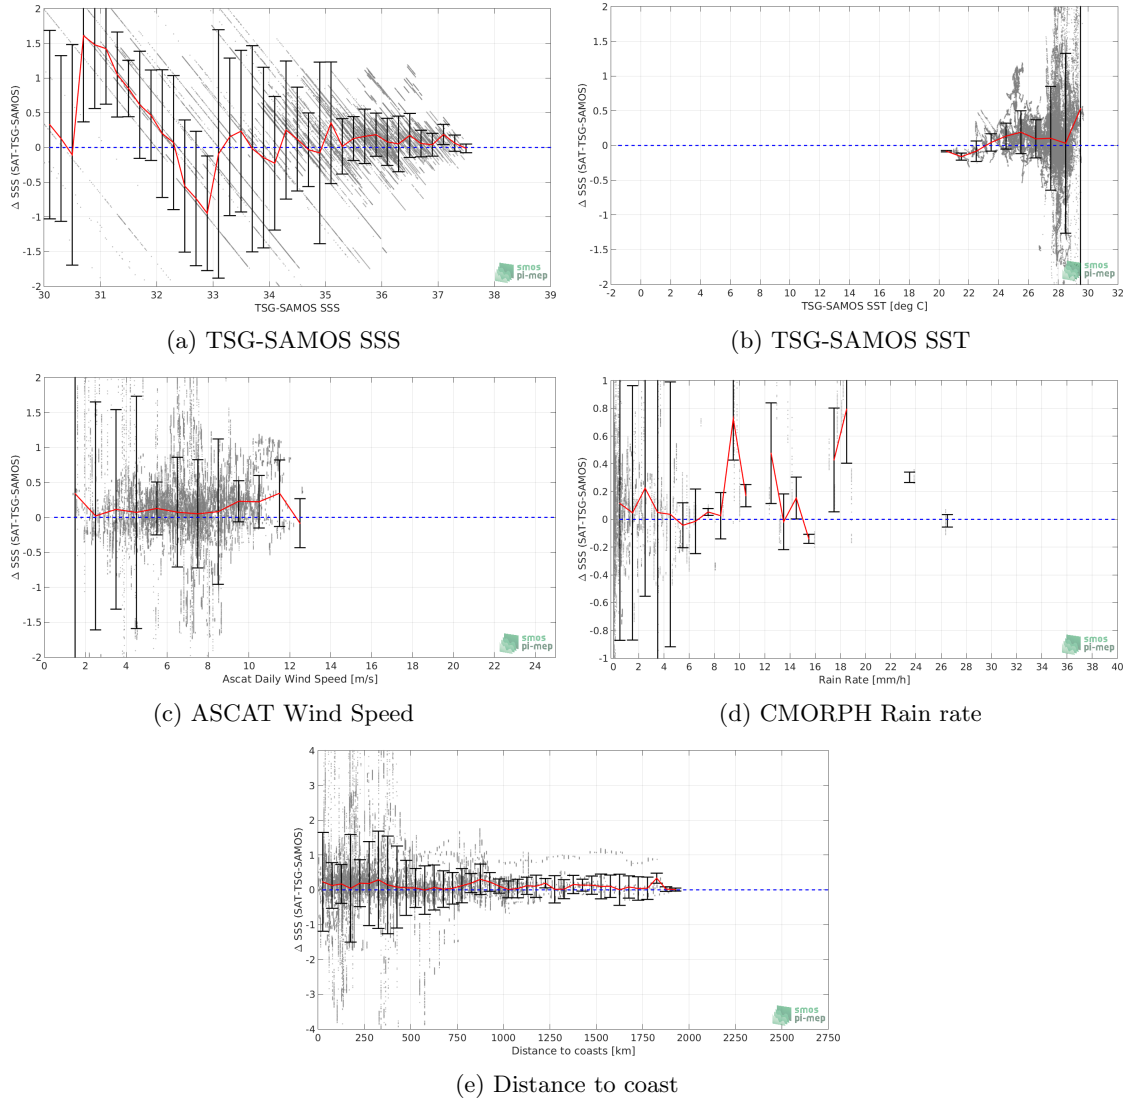 Δ SSS (SAT-TSG-SAMOS)
2
1.5
1
0.5
0
-0.5
-1
-1.5
-2
30 31 32 33 34 35 36 37 38 39
TSG-SAMOS SSS
smos
pi-mep
(a) TSG-SAMOS SSS
Δ SSS (SAT-TSG-SAMOS)
2
1.5
1
0.5
0
-0.5
-1
-1.5
-2
-2 0 2 4 6 8 10 12 14 16 18 20 22 24 26 28 30 32
TSG-SAMOS SST [deg C]
smos
pi-mep
(b) TSG-SAMOS SST
Δ SSS (SAT-TSG-SAMOS)
2
1.5
1
0.5
0
-0.5
-1
-1.5
-2
0 2 4 6 8 10 12 14 16 18 20 22 24
Ascat Daily Wind Speed [m/s]
smos
pi-mep
(c) ASCAT Wind Speed
Δ SSS (SAT-TSG-SAMOS)
1
0.8
0.6
0.4
0.2
0
-0.2
-0.4
-0.6
-0.8
-1
0 2 4 6 8 10 12 14 16 18 20 22 24 26 28 30 32 34 36 38 40
Rain Rate [mm/h]
smos
pi-mep
(d) CMORPH Rain rate
Δ SSS (SAT-TSG-SAMOS)
4
3
2
1
0
-1
-2
-3
-4
0 250 500 750 1000 1250 1500 1750 2000 2250 2500 2750
Distance to coasts [km]
smos
pi-mep
(e) Distance to coast